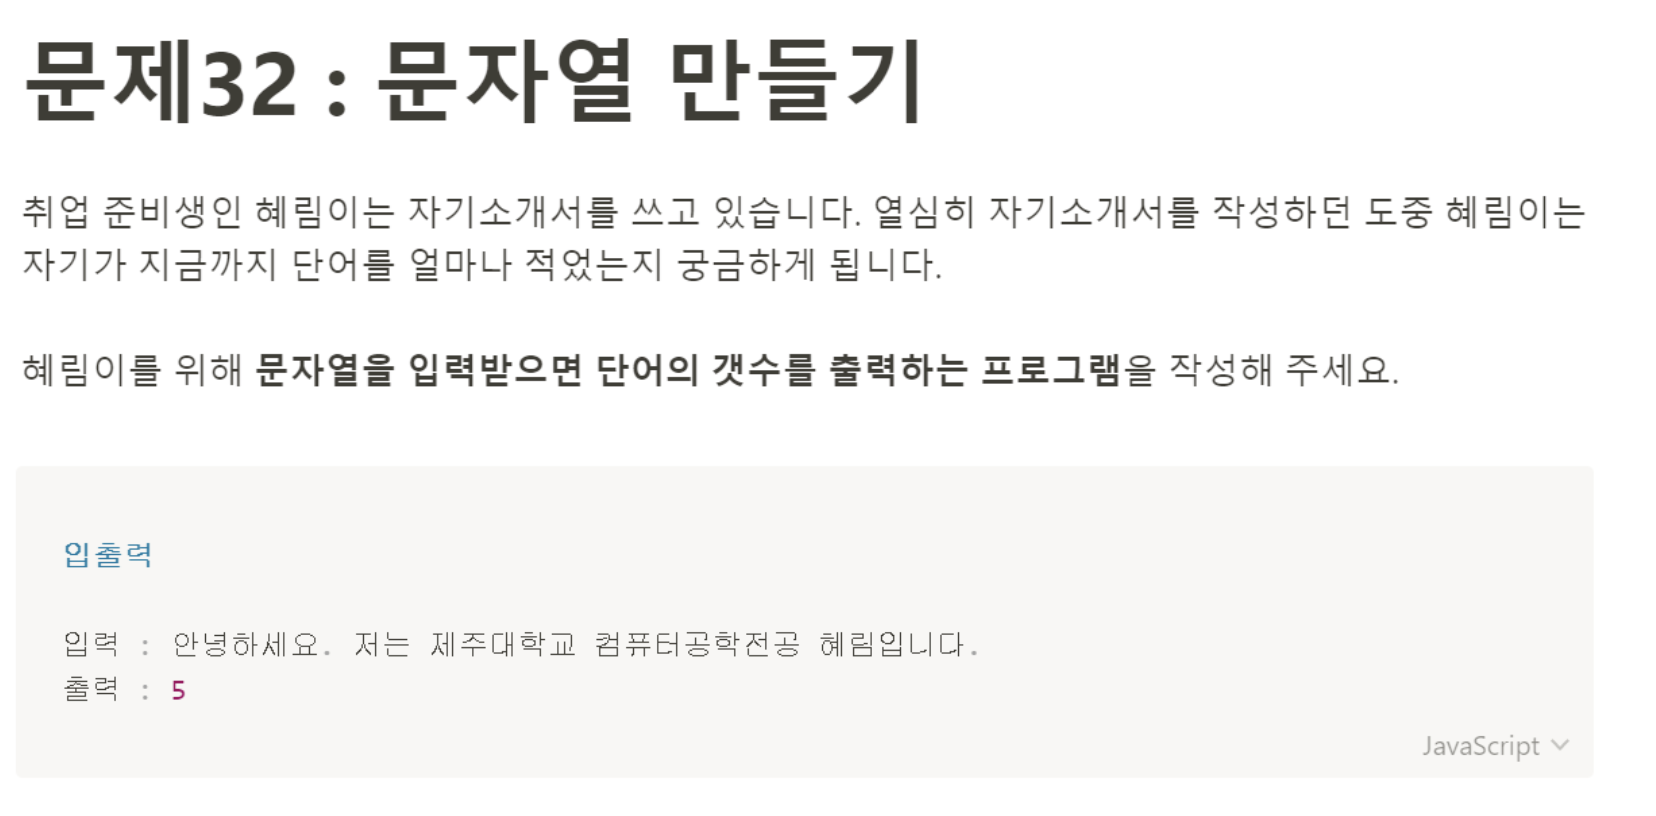 문제32 : 문자열 만들기
취업 준비생인 혜림이는 자기소개서를 쓰고 있습니다. 열심히 자기소개서를 작성하던 도중 혜림이는
자기가 지금까지 단어를 얼마나 적었는지 궁금하게 됩니다.
혜림이를 위해 문자열을 입력받으면 단어의 갯수를 출력하는 프로그램을 작성해 주세요.
입출력
입력 : 안녕하세요. 저는 제주대학교 컴퓨터공학전공 혜림입니다.
출력 : 5
JavaScript